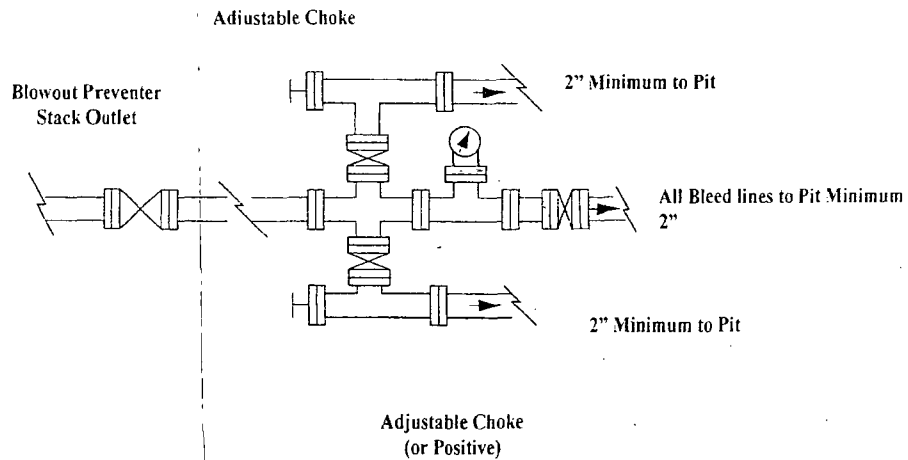 Adjustable Choke
2” Minimum to Pit
Blowout Preventer
Stack Outlet
All Bleed lines to Pit Minimum
2”
2” Minimum to Pit
Adjustable Choke
(or Positive)